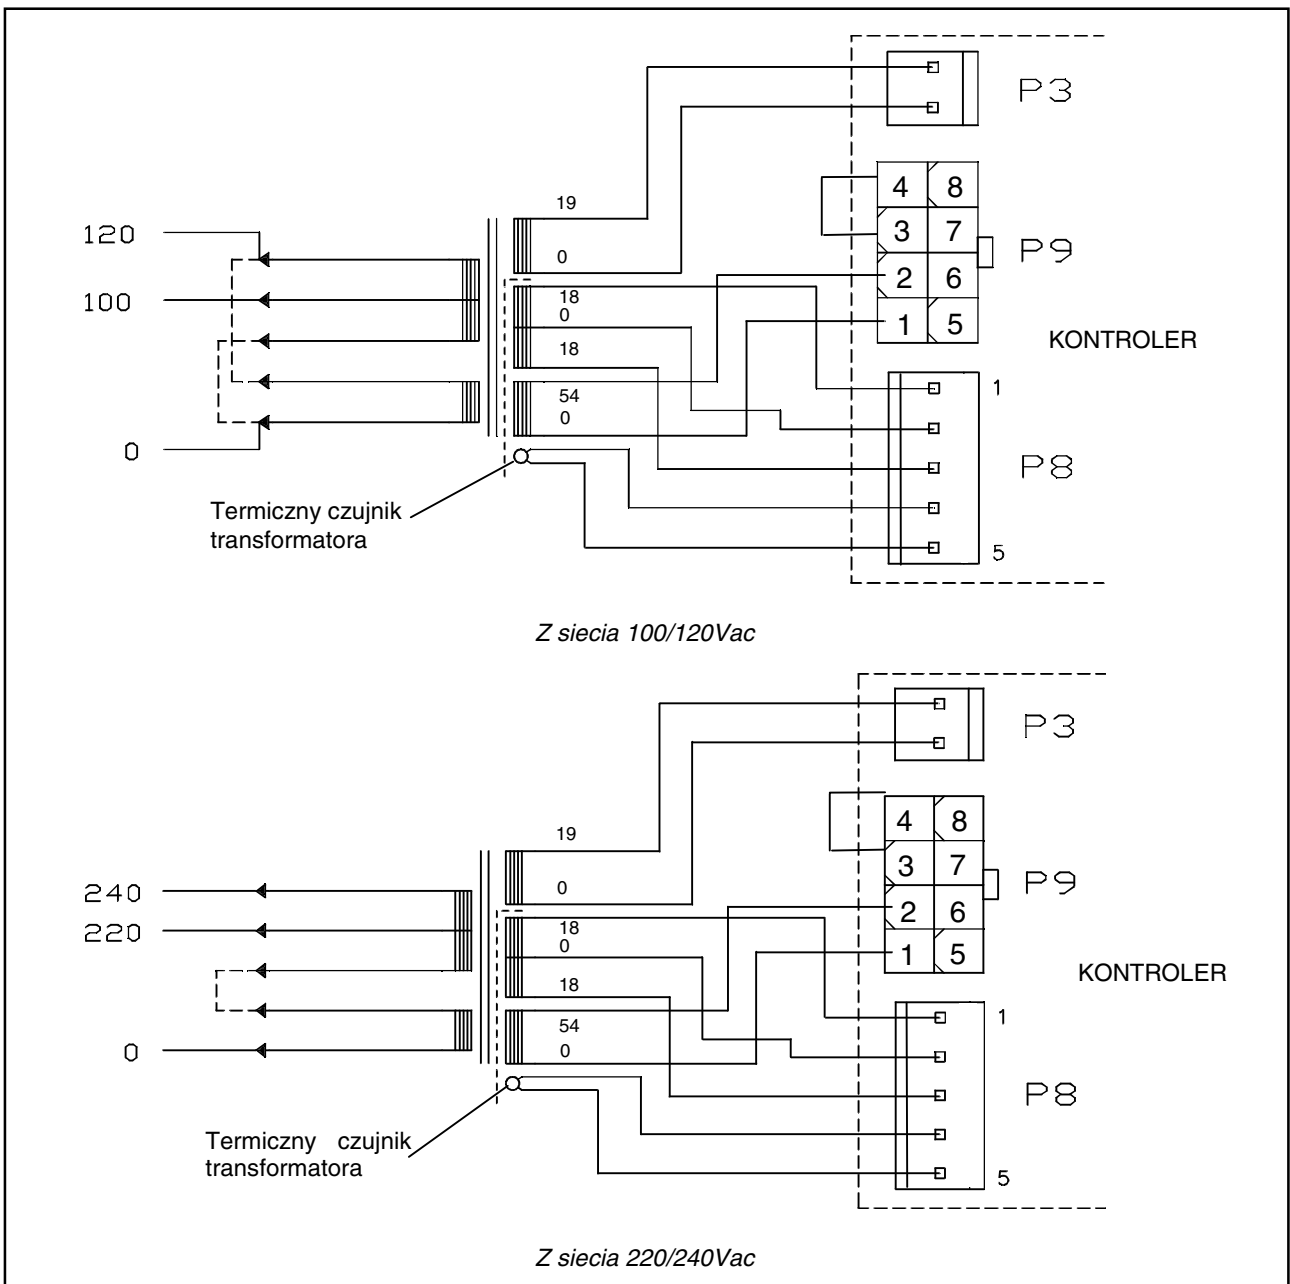 P3
19
4 8
120
3 7
0
P9
2 6
100
18
0
1 5
KONTROLER
18
1
54
0
0
P8
Termiczny czujnik
transformatora
5
Z siecia 100/120Vac
P3
19
4 8
3 7
240
0
P9
2 6
220
18
0
1 5
KONTROLER
18
1
54
0
0
P8
Termiczny czujnik
transformatora
5
Z siecia 220/240Vac